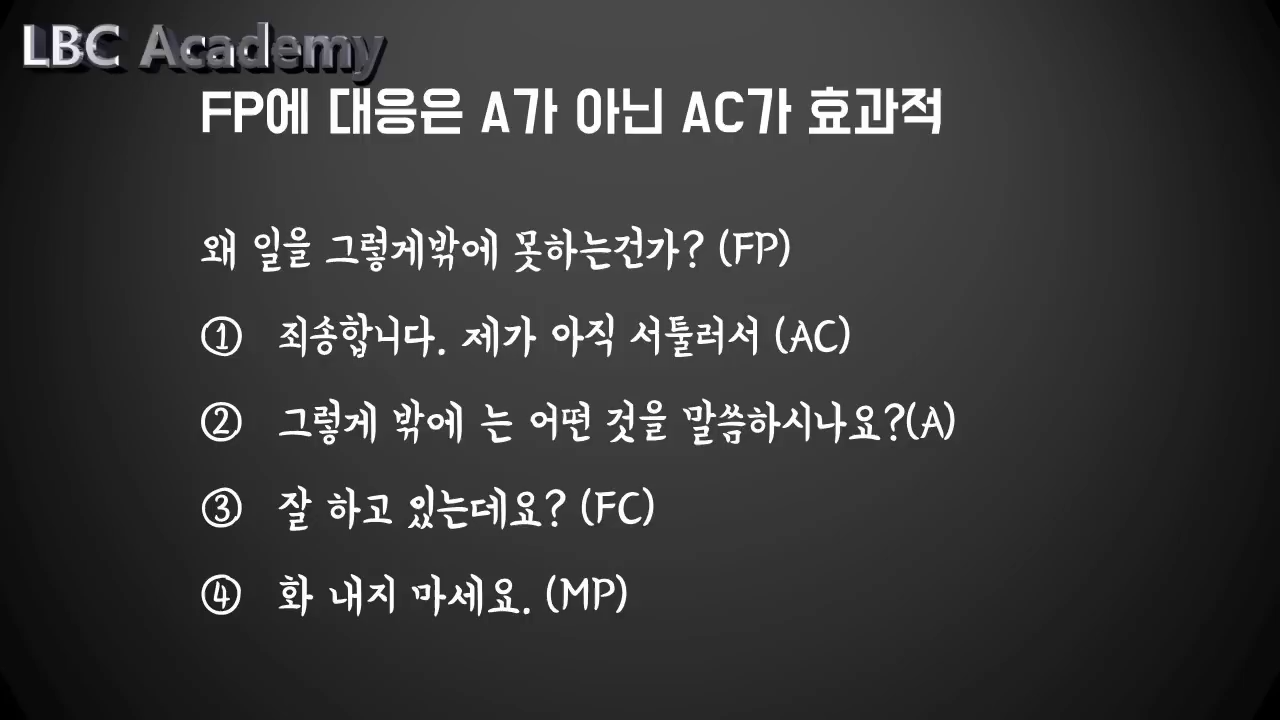 LBC Academy
FP에 대응은 A가 아닌 AC가 효과적
왜 일을 그렇게밖에 못하는건가? (FP)
① 죄송합니다. 제가 아직 서툴러서 (AC)
② 그렇게 밖에 는 어떤 것을 말씀하시나요?(A)
③ 잘 하고 있는데요? (FC)
④ 화 내지 마세요. (MP)